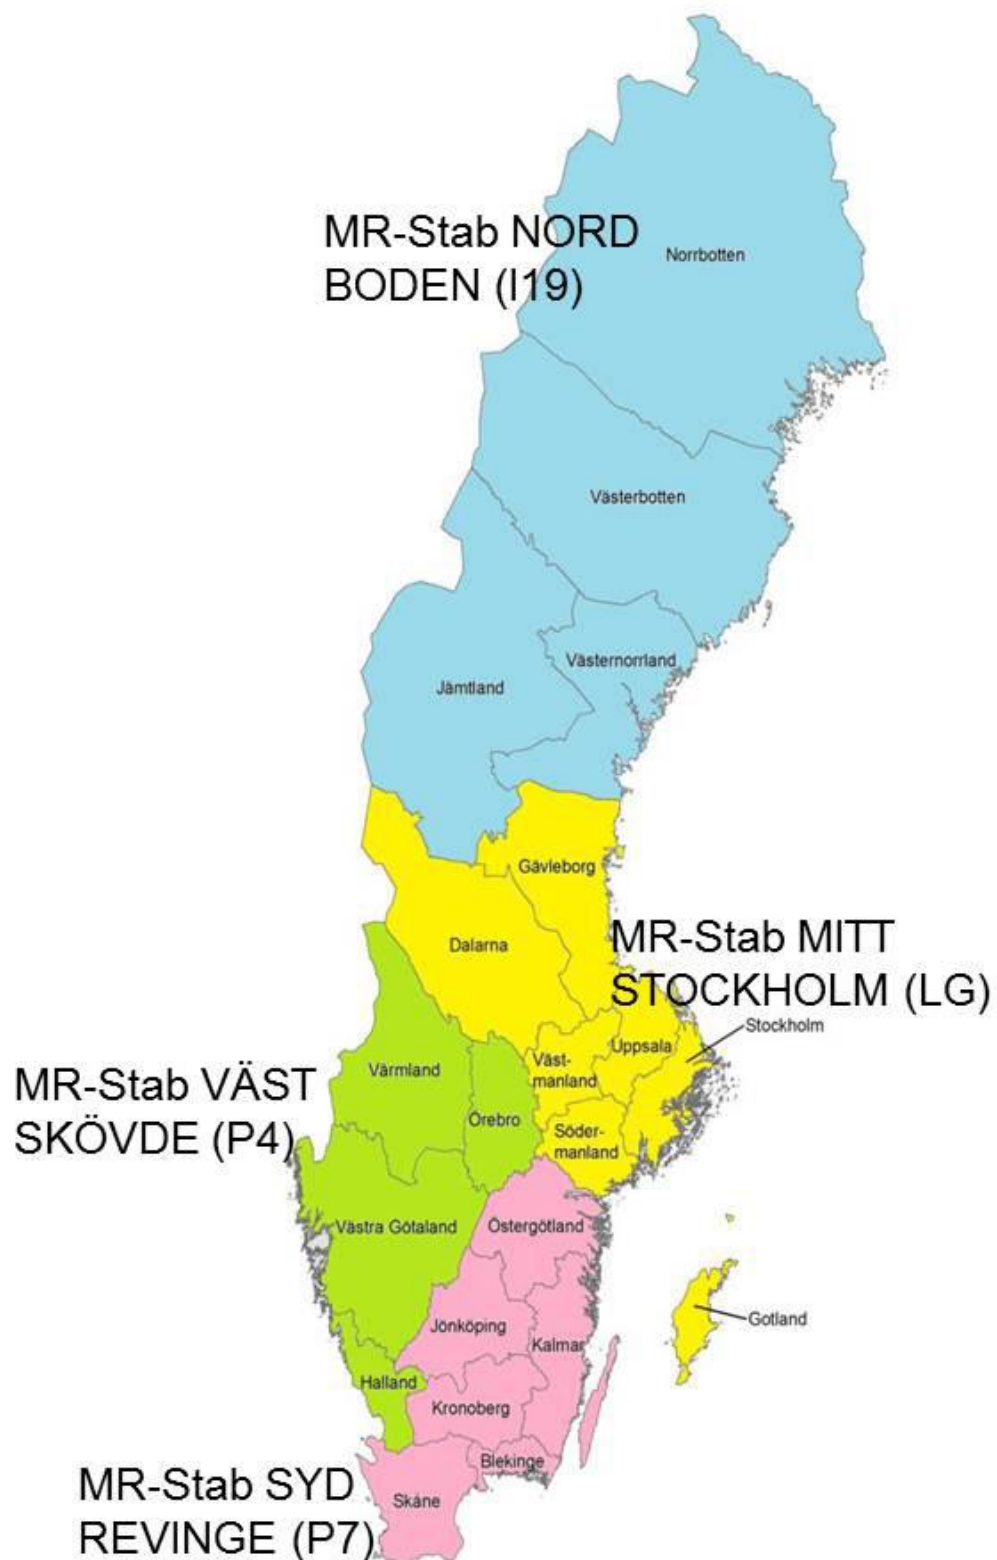 MR-Stab NORD
BODEN (I19)
Norrbotten
Västerbotten
Västernorrland
Jämtland
Gävleborg
Dalarna
MR-Stab MITT
STOCKHOLM (LG)
Stockholm
Uppsala
Väst-
manland
Värmland
MR-Stab VÄST
SKÖVDE (P4)
Örebro
Söder-
manland
Västra Götaland
Östergötland
Gotland
Jönköping
Kalmar
Halland
Kronoberg
Blekinge
MR-Stab SYD
REVINGE (P7)
Skåne